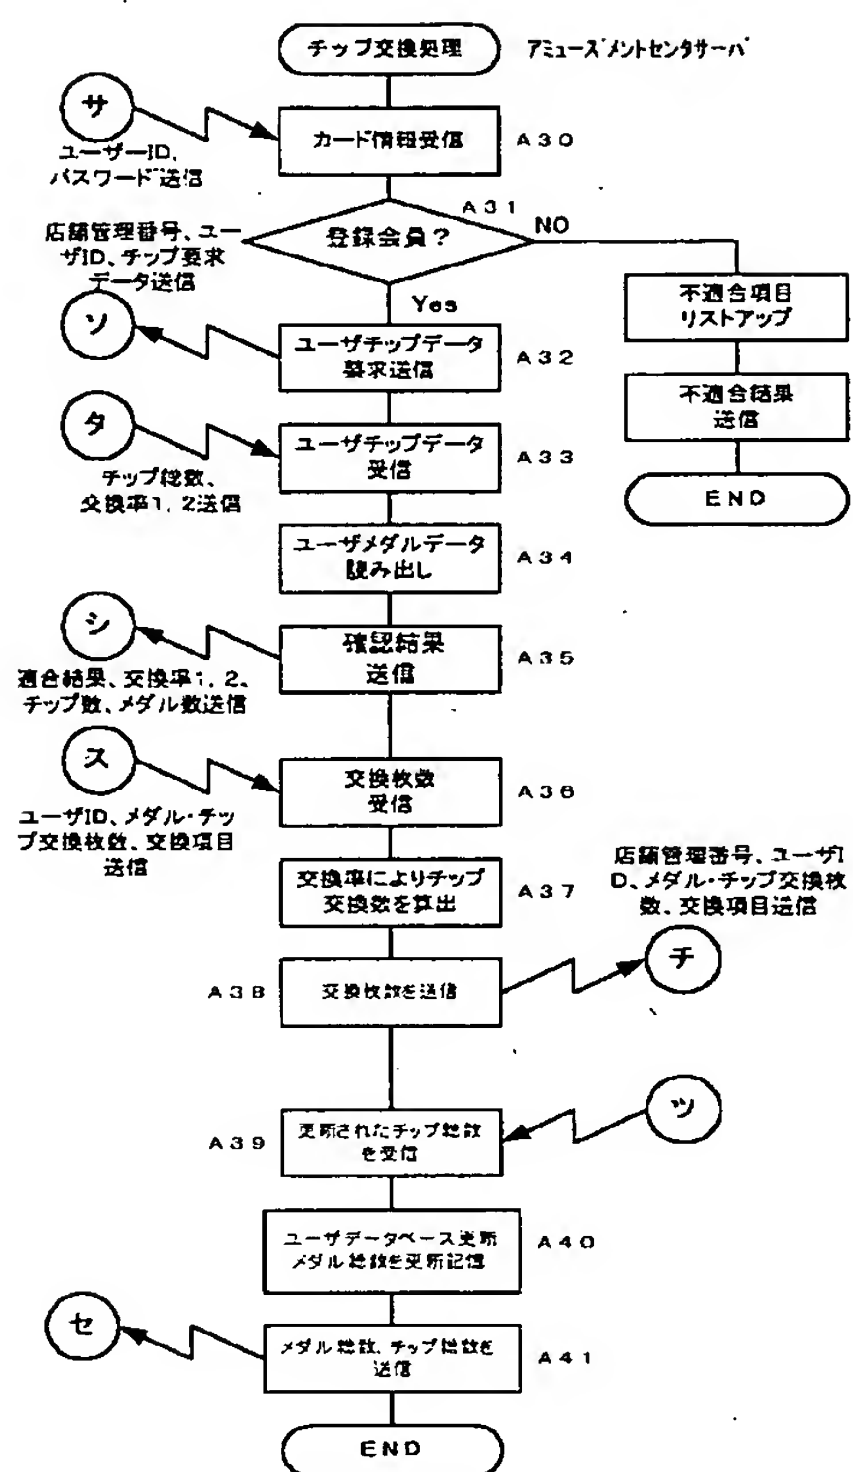 チップ交換処理
アミューズメントセンタサーバ
サ
ユーザーID、
パスワード送信
カード情報受信
A30
A31
登録会員？
NO
Yes
店舗管理番号、ユー
ザID、チップ要求
データ送信
不適合項目
リストアップ
不適合結果
送信
END
ソ
ユーザチップデータ
要求送信
A32
タ
チップ総数、
交換率1, 2送信
ユーザチップデータ
受信
A33
ユーザメダルデータ
読み出し
A34
シ
適合結果、交換率1, 2、
チップ数、メダル数送信
確認結果
送信
A35
ス
ユーザID、メダル・チッ
プ交換枚数、交換項目
送信
交換枚数
受信
A36
交換率によりチップ
交換数を算出
A37
店舗管理番号、ユーザI
D、メダル・チップ交換枚
数、交換項目送信
チ
A38
交換枚数を送信
ツ
A39
更新されたチップ総数
を受信
ユーザデータベース更新
メダル総数を更新記信
A40
セ
メダル総数、チップ総数を
送信
A41
END